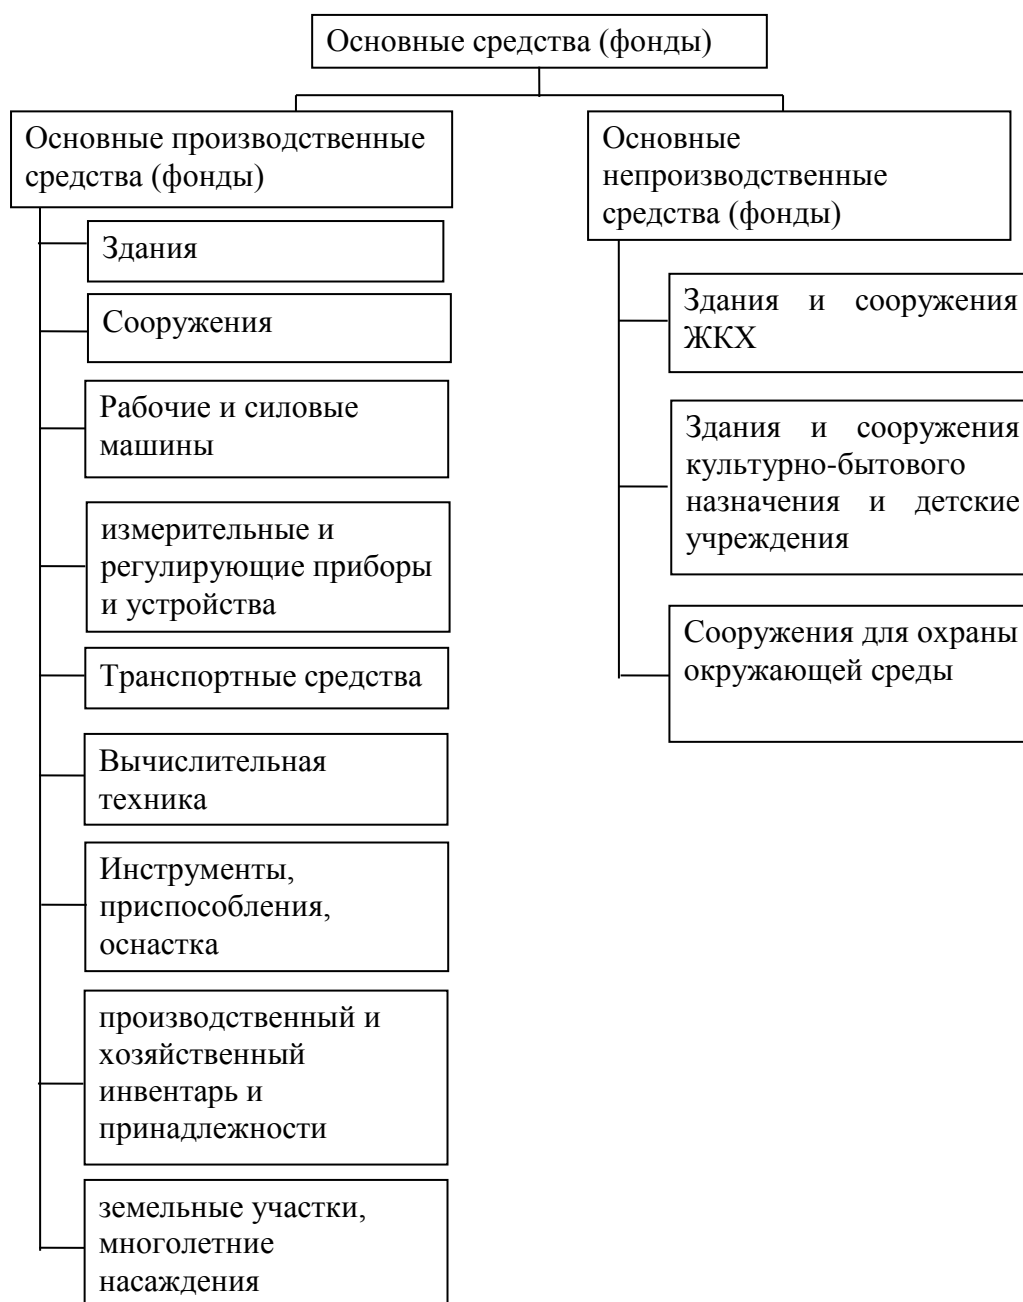 Основные средства (фонды)
Основные производственные
средства (фонды)
Здания
Сооружения
Рабочие и силовые
машины
измерительные и
регулирующие приборы
и устройства
Транспортные средства
Вычислительная
техника
Инструменты,
приспособления,
оснастка
производственный и
хозяйственный
инвентарь и
принадлежности
земельные участки,
многолетние
насаждения
Основные
непроизводственные
средства (фонды)
Здания и сооружения
ЖКХ
Здания и сооружения
культурно-бытового
назначения и детские
учреждения
Сооружения для охраны
окружающей среды